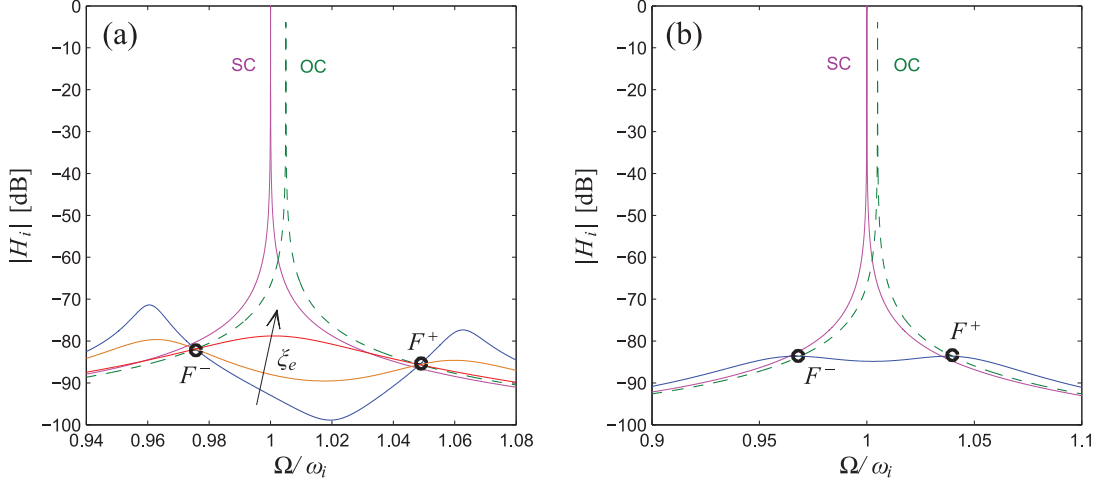 (a)
SC
OC
|H_i| [dB]
0
−10
−20
−30
−40
−50
−60
−70
−80
−90
−100
F⁻
ξ_e
F⁺
0.94
0.96
0.98
1
1.02
1.04
1.06
1.08
Ω/ω_i
(b)
SC
OC
|H_i| [dB]
0
−10
−20
−30
−40
−50
−60
−70
−80
−90
−100
F⁻
F⁺
0.9
0.95
1
1.05
1.1
Ω/ω_i